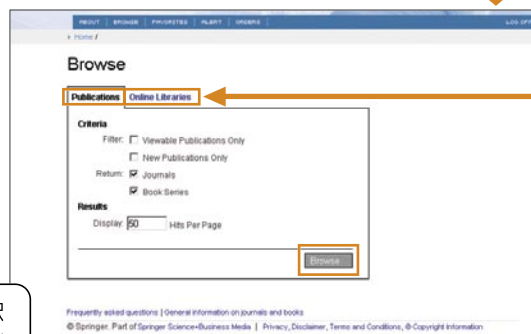 ABOUT | BROWSE | FAVORITES | ALERT | ORDERS |
LOG OFF
Home /
Browse
Publications Online Libraries
Criteria
Filter: Viewable Publications Only
New Publications Only
Return: Journals
Book Series
Results
Display: 50 Hits Per Page
Browse
Frequently asked questions | General information on journals and books
© Springer. Part of Springer Science+Business Media | Privacy, Disclaimer, Terms and Conditions, © Copyright Information